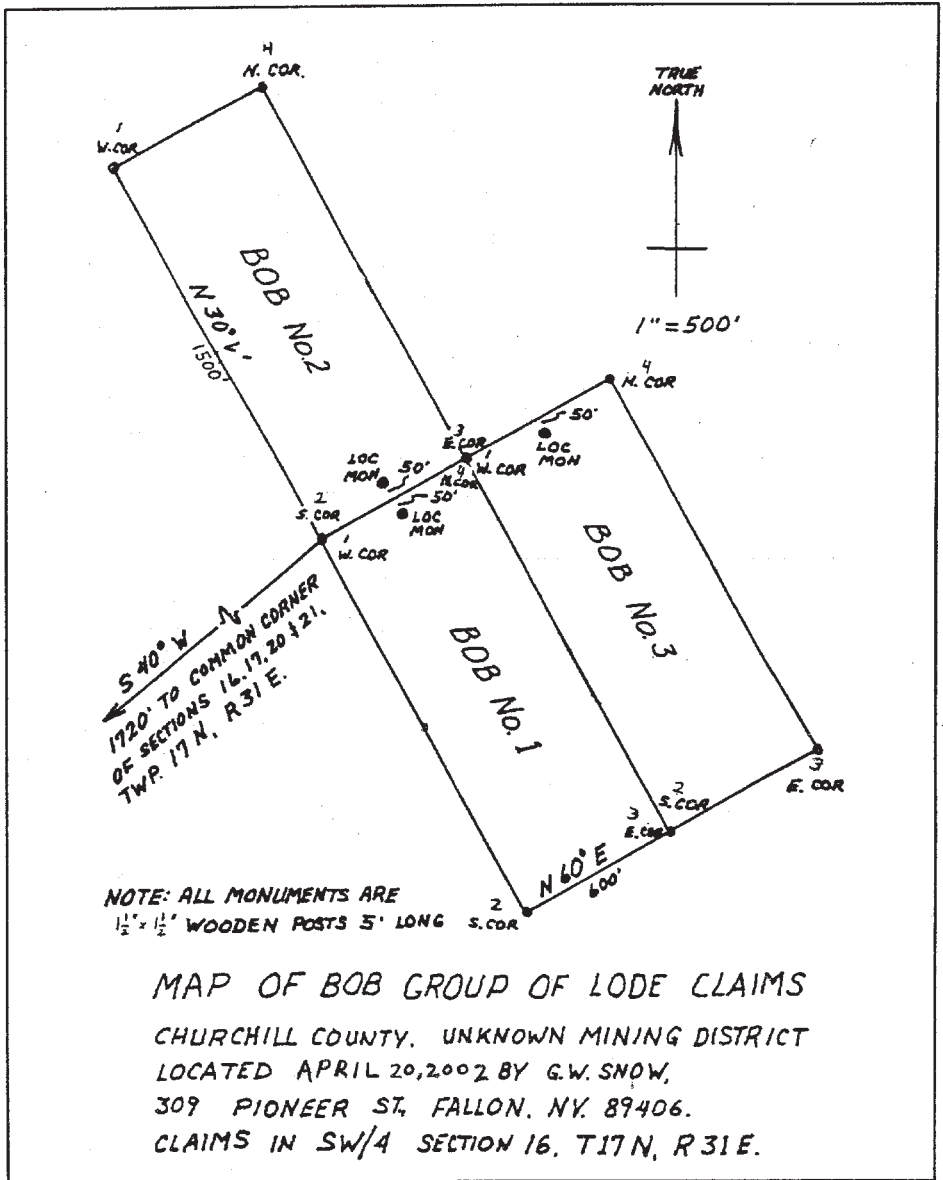 4
N. COR.
TRUE
NORTH
1
W. COR
1" = 500'
BOB No. 2
N 30° W
1500'
4
N. COR
50'
LOC
MON
3
E. COR
1
W. COR
4
N. COR
LOC
MON
50'
50'
LOC
MON
2
S. COR
1
W. COR
BOB No. 3
S 40° W
1720' TO COMMON CORNER
OF SECTIONS 16, 17, 20 & 21,
TWP. 17 N, R 31 E.
BOB No. 1
3
E. COR
2
S. COR
3
E. COR
N 60° E
600'
2
S. COR
NOTE: ALL MONUMENTS ARE
1½" x 1½" WOODEN POSTS 5' LONG
MAP OF BOB GROUP OF LODE CLAIMS
CHURCHILL COUNTY, UNKNOWN MINING DISTRICT
LOCATED APRIL 20, 2002 BY G.W. SNOW,
309 PIONEER ST, FALLON, NV. 89406.
CLAIMS IN SW/4 SECTION 16, T17N, R31E.